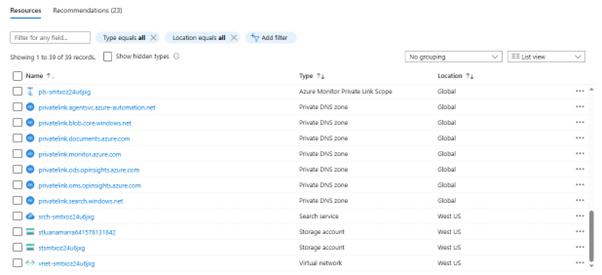 Resources Recommendations (23)
Filter for any field... Type equals all Location equals all Add filter
Showing 1 to 39 of 39 records. Show hidden types No grouping List view
Name Type Location
pls-smtxoz24u6jxg Azure Monitor Private Link Scope Global
privatelink.agentsvc.azure-automation.net Private DNS zone Global
privatelink.blob.core.windows.net Private DNS zone Global
privatelink.documents.azure.com Private DNS zone Global
privatelink.monitor.azure.com Private DNS zone Global
privatelink.ods.opinsights.azure.com Private DNS zone Global
privatelink.oms.opinsights.azure.com Private DNS zone Global
privatelink.search.windows.net Private DNS zone Global
srch-smtxoz24u6jxg Search service West US
stluanamarra641578131842 Storage account West US
stsmtxoz24u6jxg Storage account West US
vnet-smtxoz24u6jxg Virtual network West US